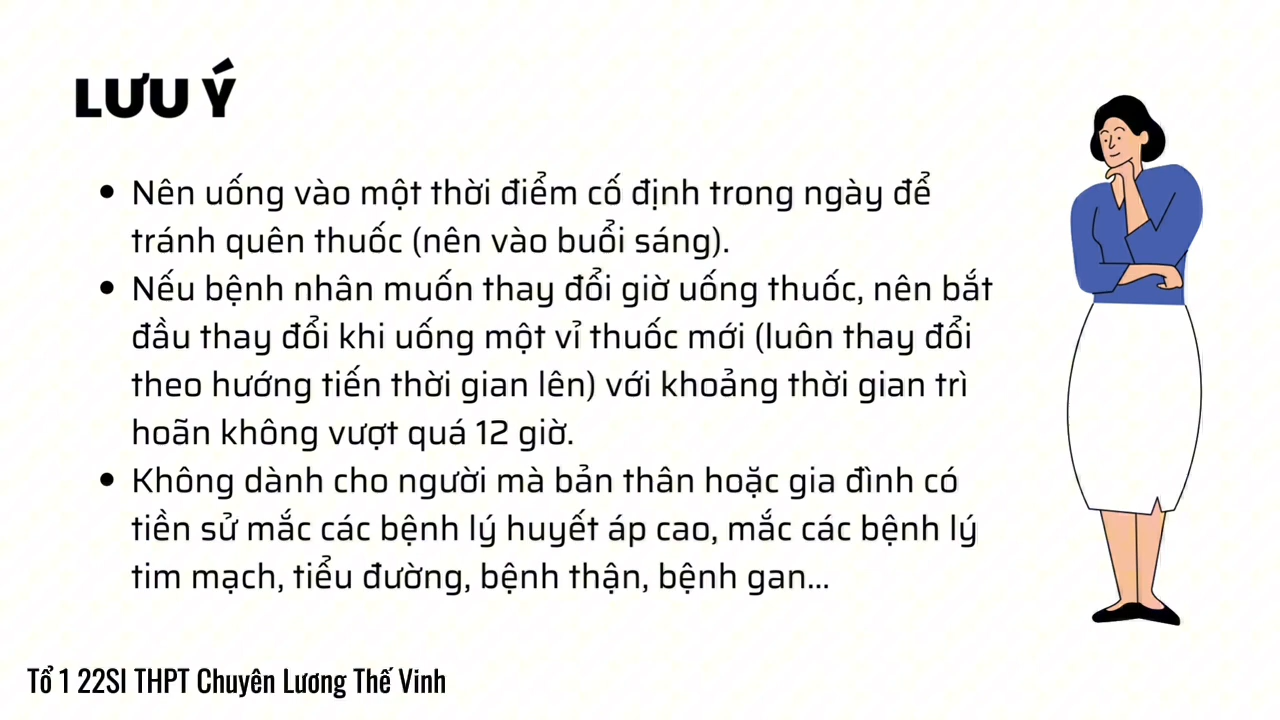 LƯU Ý
• Nên uống vào một thời điểm cố định trong ngày để
tránh quên thuốc (nên vào buổi sáng).
• Nếu bệnh nhân muốn thay đổi giờ uống thuốc, nên bắt
đầu thay đổi khi uống một vỉ thuốc mới (luôn thay đổi
theo hướng tiến thời gian lên) với khoảng thời gian trì
hoãn không vượt quá 12 giờ.
• Không dành cho người mà bản thân hoặc gia đình có
tiền sử mắc các bệnh lý huyết áp cao, mắc các bệnh lý
tim mạch, tiểu đường, bệnh thận, bệnh gan...
Tổ 1 22SI THPT Chuyên Lương Thế Vinh